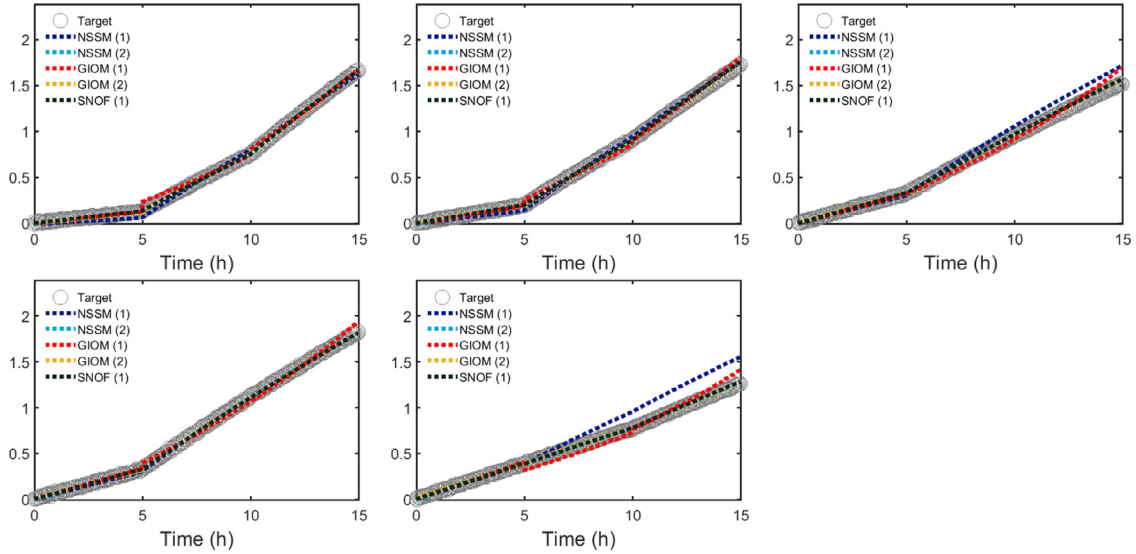 2
1.5
1
0.5
0
Target
NSSM (1)
NSSM (2)
GIOM (1)
GIOM (2)
SNOF (1)
0 5 10 15
Time (h)
2
1.5
1
0.5
0
Target
NSSM (1)
NSSM (2)
GIOM (1)
GIOM (2)
SNOF (1)
0 5 10 15
Time (h)
2
1.5
1
0.5
0
Target
NSSM (1)
NSSM (2)
GIOM (1)
GIOM (2)
SNOF (1)
0 5 10 15
Time (h)
2
1.5
1
0.5
0
Target
NSSM (1)
NSSM (2)
GIOM (1)
GIOM (2)
SNOF (1)
0 5 10 15
Time (h)
2
1.5
1
0.5
0
Target
NSSM (1)
NSSM (2)
GIOM (1)
GIOM (2)
SNOF (1)
0 5 10 15
Time (h)